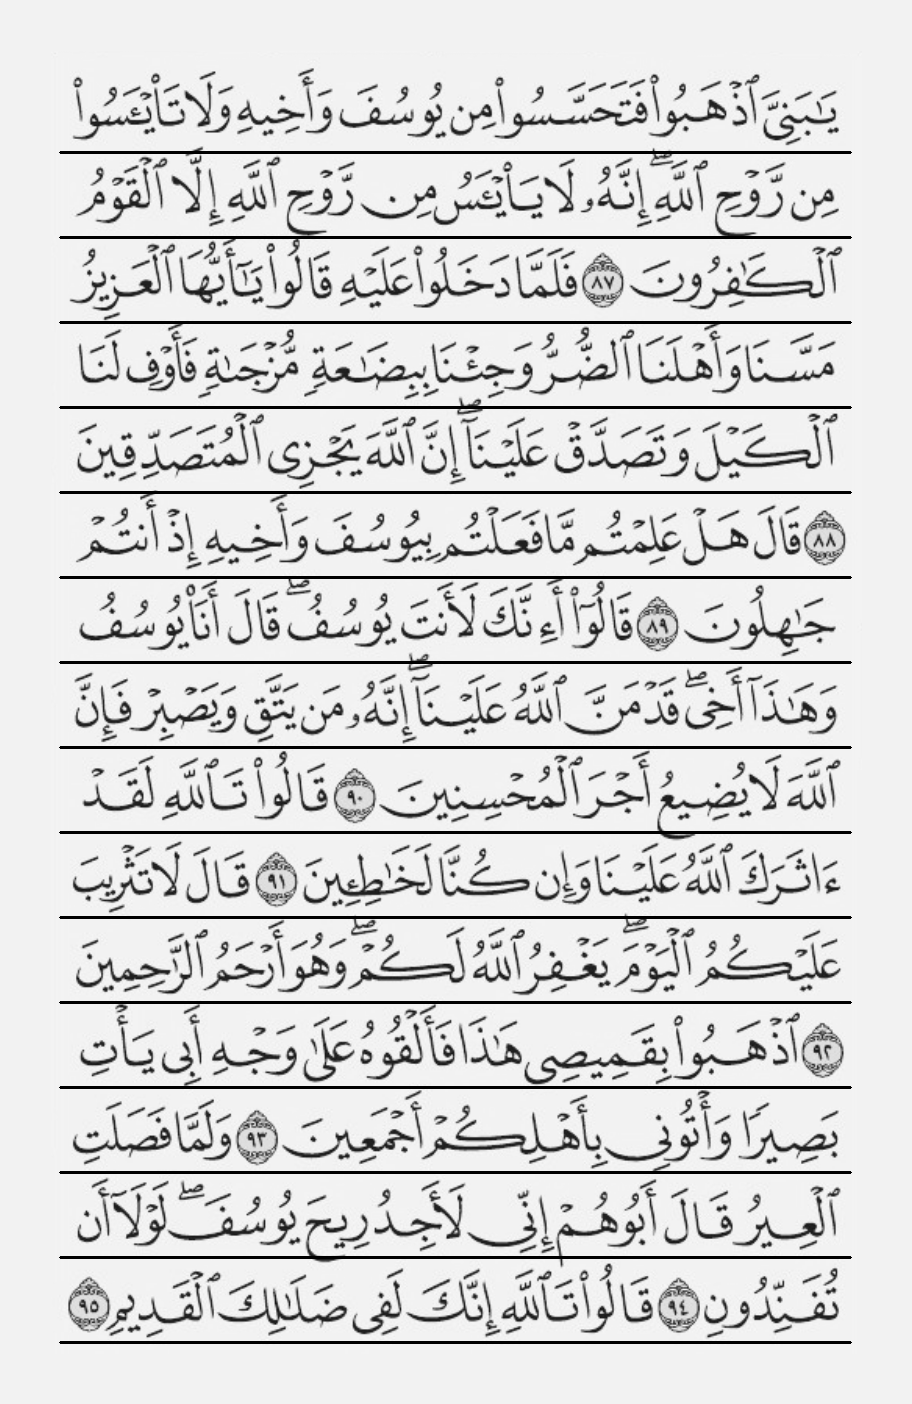 يَٰبَنِيَّ ٱذۡهَبُواْ فَتَحَسَّسُواْ مِن يُوسُفَ وَأَخِيهِ وَلَا تَاْيۡـَٔسُواْ
مِن رَّوۡحِ ٱللَّهِۖ إِنَّهُۥ لَا يَاْيۡـَٔسُ مِن رَّوۡحِ ٱللَّهِ إِلَّا ٱلۡقَوۡمُ
ٱلۡكَٰفِرُونَ ٨٧ فَلَمَّا دَخَلُواْ عَلَيۡهِ قَالُواْ يَٰٓأَيُّهَا ٱلۡعَزِيزُ
مَسَّنَا وَأَهۡلَنَا ٱلضُّرُّ وَجِئۡنَا بِبِضَٰعَةٖ مُّزۡجَىٰةٖ فَأَوۡفِ لَنَا
ٱلۡكَيۡلَ وَتَصَدَّقۡ عَلَيۡنَآۖ إِنَّ ٱللَّهَ يَجۡزِي ٱلۡمُتَصَدِّقِينَ
٨٨ قَالَ هَلۡ عَلِمۡتُم مَّا فَعَلۡتُم بِيُوسُفَ وَأَخِيهِ إِذۡ أَنتُمۡ
جَٰهِلُونَ ٨٩ قَالُوٓاْ أَءِنَّكَ لَأَنتَ يُوسُفُۖ قَالَ أَنَا۠ يُوسُفُ
وَهَٰذَآ أَخِيۖ قَدۡ مَنَّ ٱللَّهُ عَلَيۡنَآۖ إِنَّهُۥ مَن يَتَّقِ وَيَصۡبِرۡ فَإِنَّ
ٱللَّهَ لَا يُضِيعُ أَجۡرَ ٱلۡمُحۡسِنِينَ ٩٠ قَالُواْ تَٱللَّهِ لَقَدۡ
ءَاثَرَكَ ٱللَّهُ عَلَيۡنَا وَإِن كُنَّا لَخَٰطِـِٔينَ ٩١ قَالَ لَا تَثۡرِيبَ
عَلَيۡكُمُ ٱلۡيَوۡمَۖ يَغۡفِرُ ٱللَّهُ لَكُمۡۖ وَهُوَ أَرۡحَمُ ٱلرَّٰحِمِينَ
٩٢ ٱذۡهَبُواْ بِقَمِيصِي هَٰذَا فَأَلۡقُوهُ عَلَىٰ وَجۡهِ أَبِي يَأۡتِ
بَصِيرٗا وَأۡتُونِي بِأَهۡلِكُمۡ أَجۡمَعِينَ ٩٣ وَلَمَّا فَصَلَتِ
ٱلۡعِيرُ قَالَ أَبُوهُمۡ إِنِّي لَأَجِدُ رِيحَ يُوسُفَۖ لَوۡلَآ أَن
تُفَنِّدُونِ ٩٤ قَالُواْ تَٱللَّهِ إِنَّكَ لَفِي ضَلَٰلِكَ ٱلۡقَدِيمِ ٩٥